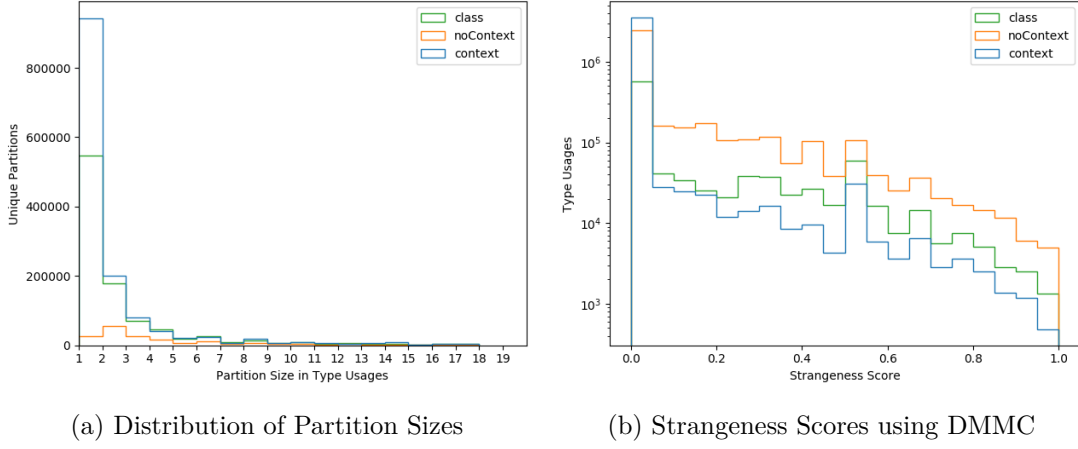 class
noContext
context
800000
600000
400000
200000
0
1 2 3 4 5 6 7 8 9 10 11 12 13 14 15 16 17 18 19
Unique Partitions
Partition Size in Type Usages
(a) Distribution of Partition Sizes
class
noContext
context
10^6
10^5
10^4
10^3
0.0 0.2 0.4 0.6 0.8 1.0
Type Usages
Strangeness Score
(b) Strangeness Scores using DMMC